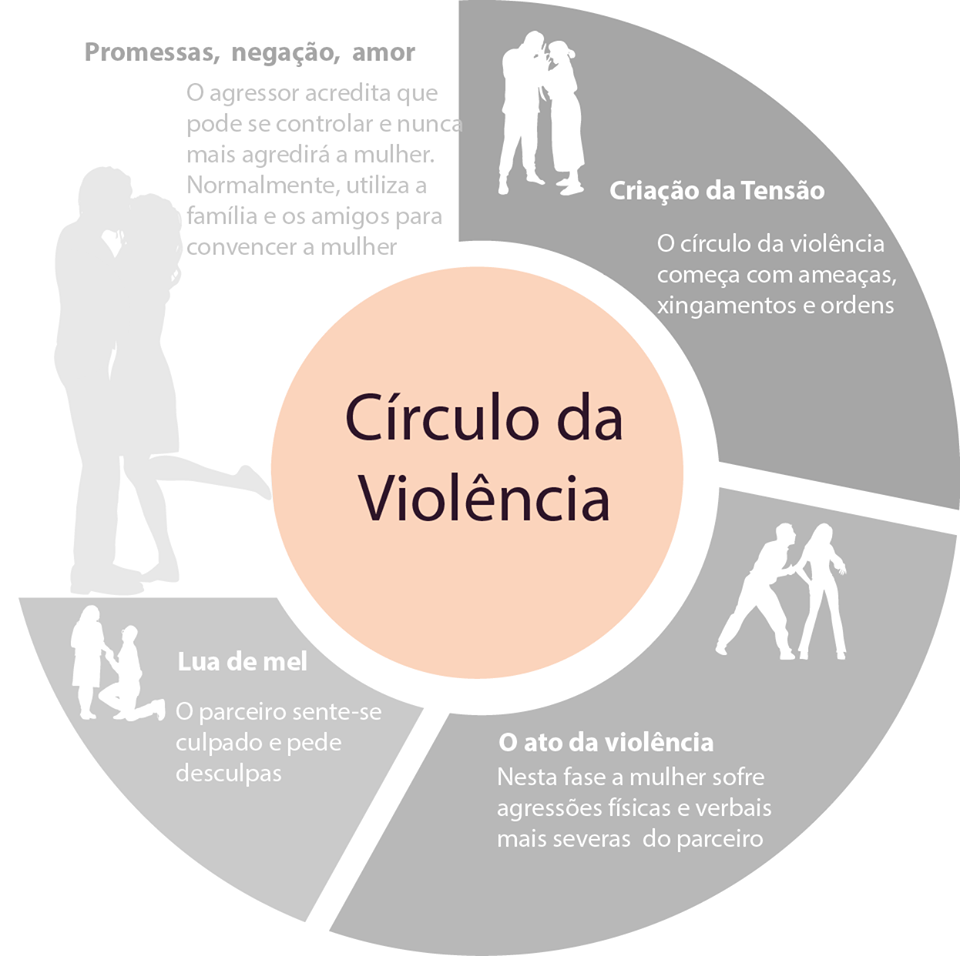 Promessas, negação, amor
O agressor acredita que
pode se controlar e nunca
mais agredirá a mulher.
Normalmente, utiliza a
família e os amigos para
convencer a mulher
Criação da Tensão
O círculo da violência
começa com ameaças,
xingamentos e ordens
Círculo da
Violência
O ato da violência
Nesta fase a mulher sofre
agressões físicas e verbais
mais severas do parceiro
Lua de mel
O parceiro sente-se
culpado e pede
desculpas